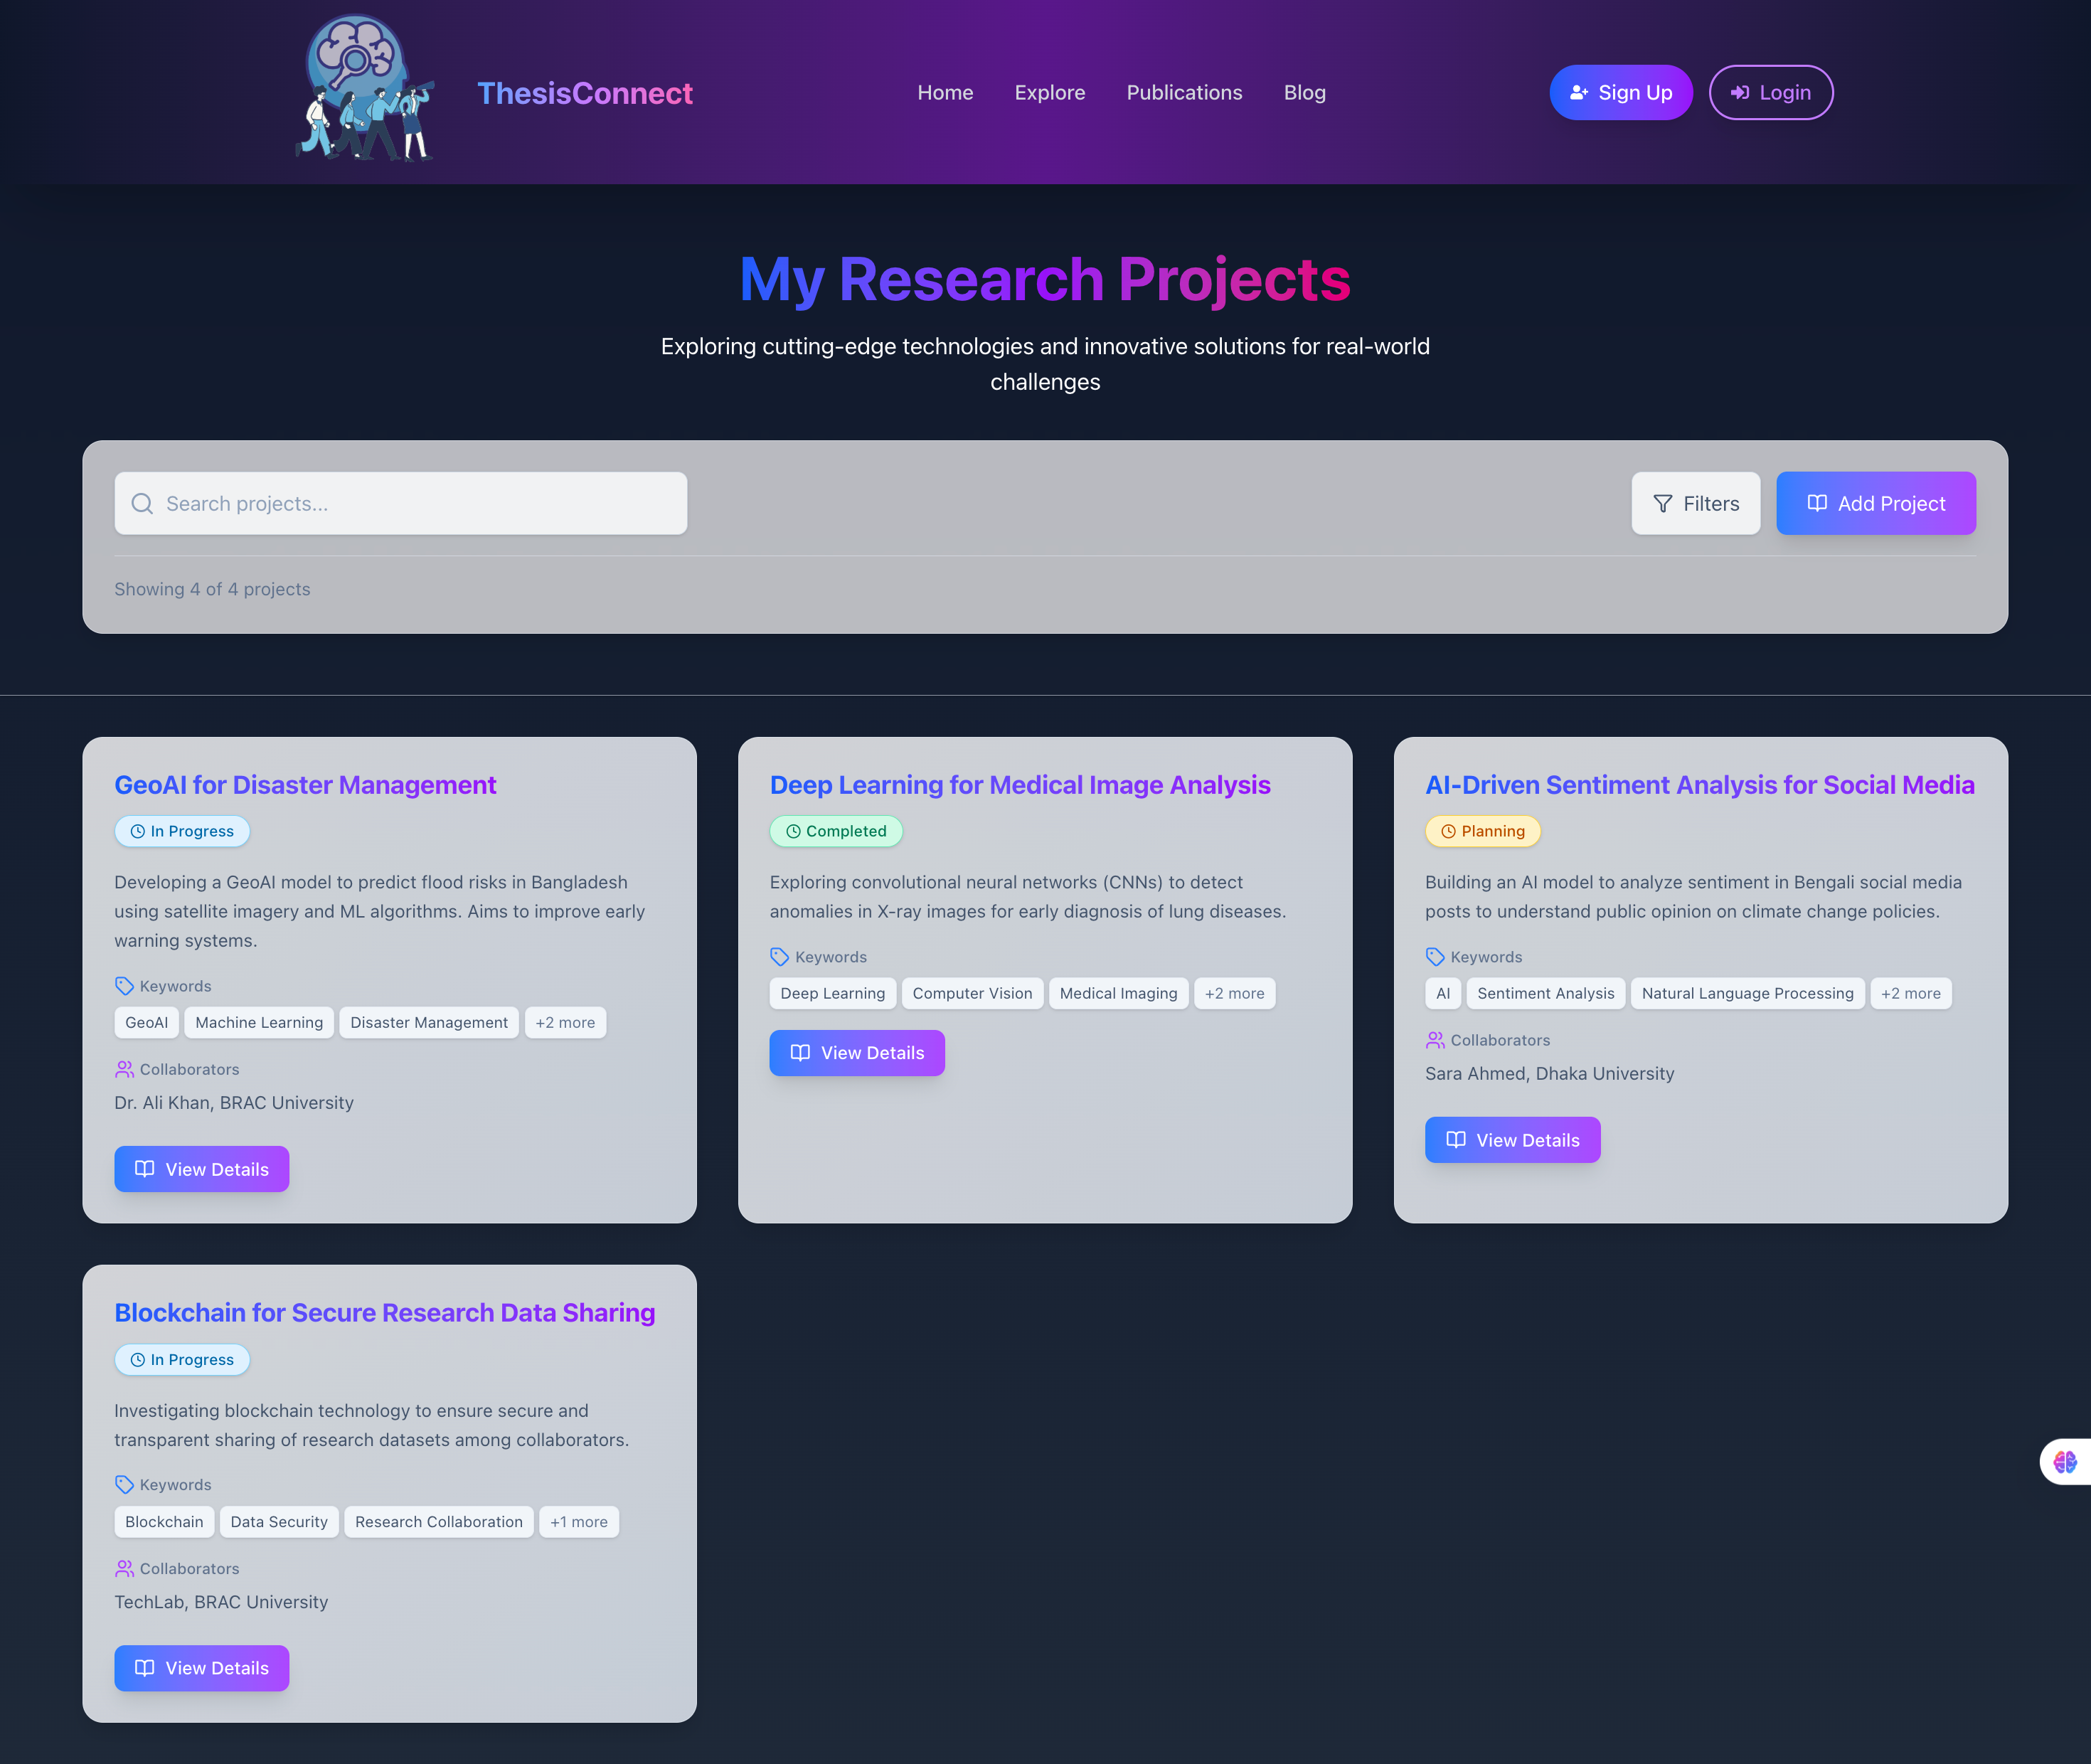 ThesisConnect
Home Explore Publications Blog
Sign Up Login
My Research Projects
Exploring cutting-edge technologies and innovative solutions for real-world
challenges
Search projects...
Filters
Add Project
Showing 4 of 4 projects
GeoAI for Disaster Management
In Progress
Developing a GeoAI model to predict flood risks in Bangladesh
using satellite imagery and ML algorithms. Aims to improve early
warning systems.
Keywords
GeoAI Machine Learning Disaster Management +2 more
Collaborators
Dr. Ali Khan, BRAC University
View Details
Deep Learning for Medical Image Analysis
Completed
Exploring convolutional neural networks (CNNs) to detect
anomalies in X-ray images for early diagnosis of lung diseases.
Keywords
Deep Learning Computer Vision Medical Imaging +2 more
View Details
AI-Driven Sentiment Analysis for Social Media
Planning
Building an AI model to analyze sentiment in Bengali social media
posts to understand public opinion on climate change policies.
Keywords
AI Sentiment Analysis Natural Language Processing +2 more
Collaborators
Sara Ahmed, Dhaka University
View Details
Blockchain for Secure Research Data Sharing
In Progress
Investigating blockchain technology to ensure secure and
transparent sharing of research datasets among collaborators.
Keywords
Blockchain Data Security Research Collaboration +1 more
Collaborators
TechLab, BRAC University
View Details